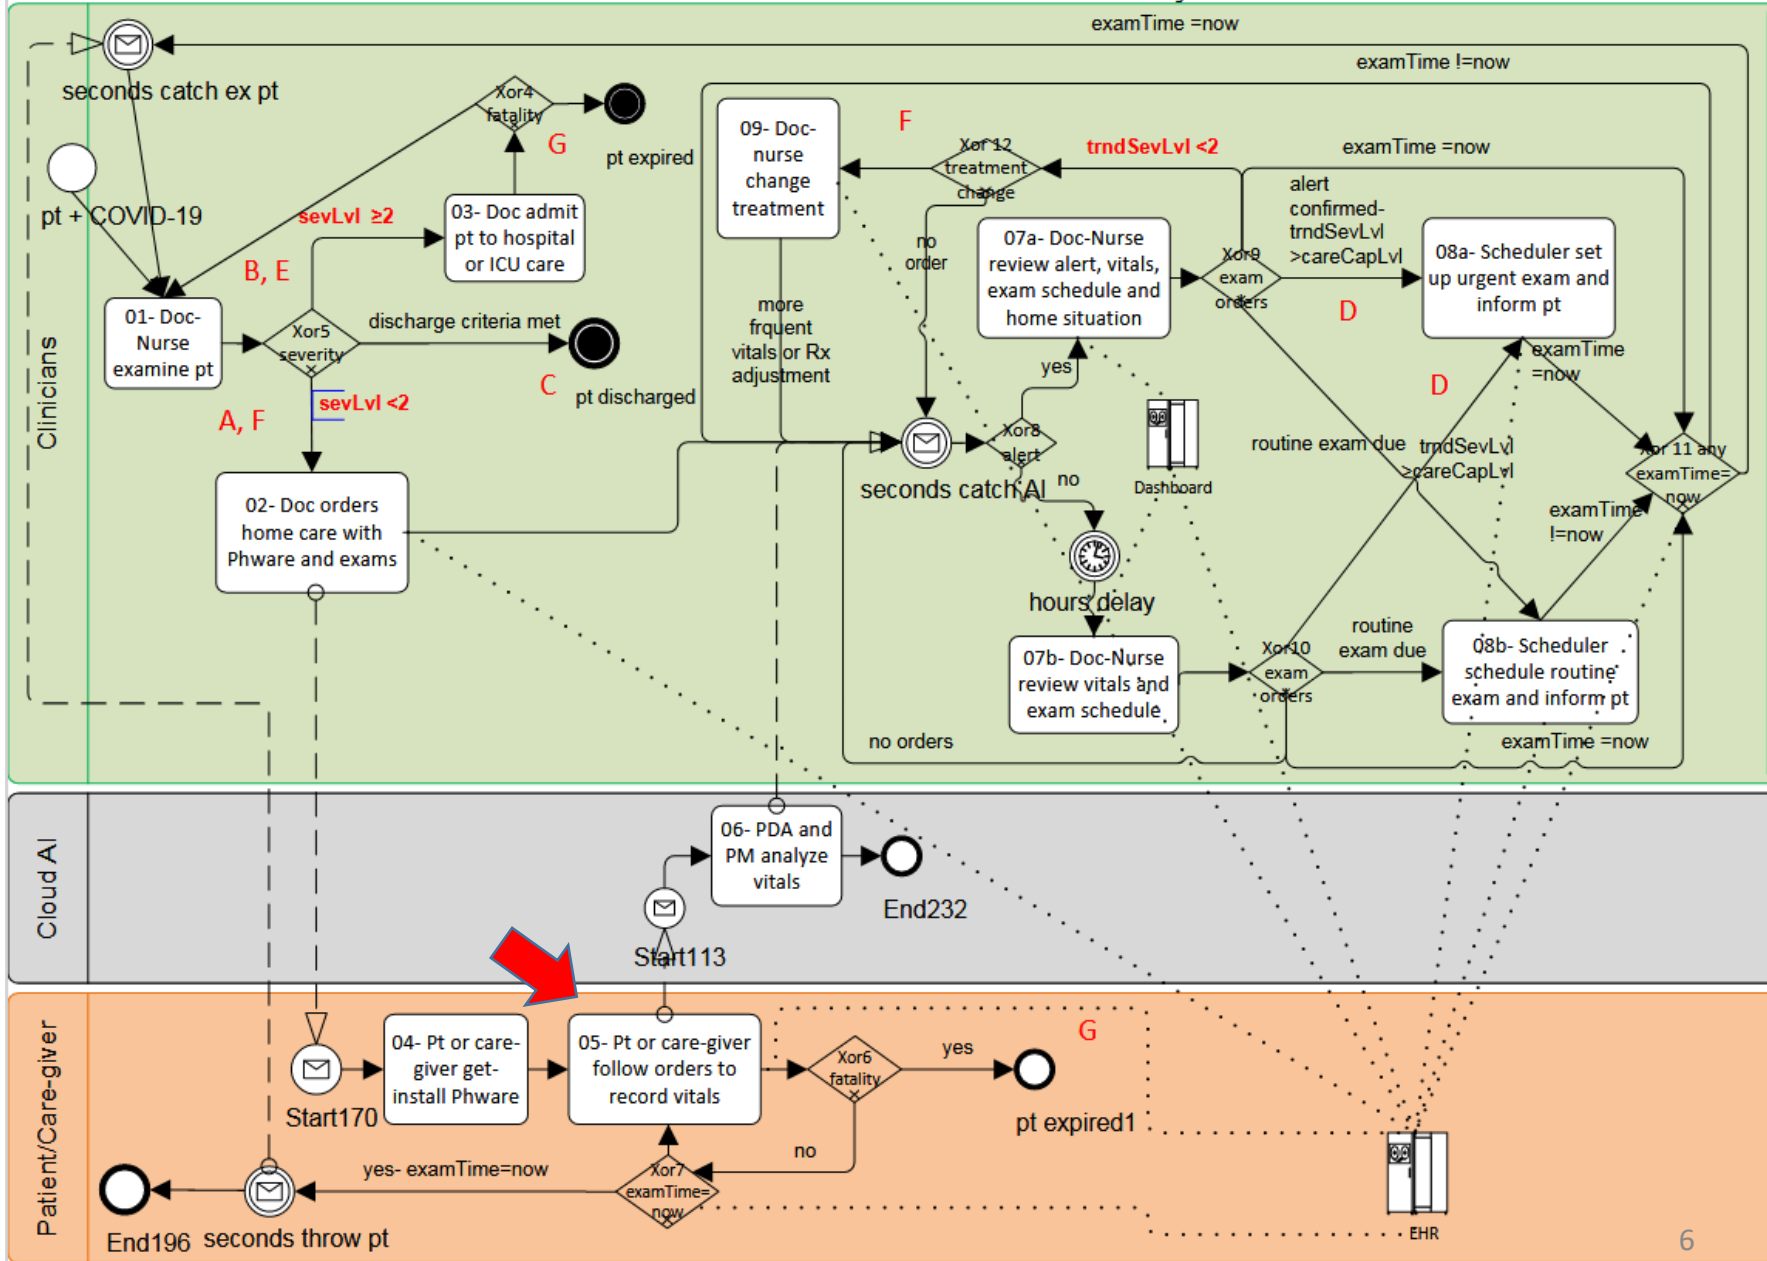 examTime =now
examTime !=now
seconds catch ex pt
Xor4
fatality
G
pt expired
pt + COVID-19
sevLvl ≥2
B, E
03- Doc admit
pt to hospital
or ICU care
01- Doc-
Nurse
examine pt
Xor5
severity
discharge criteria met
C
pt discharged
A, F
sevLvl <2
02- Doc orders
home care with
Phware and exams
Clinicians
09- Doc-
nurse
change
treatment
F
Xor 12
treatment
change
trndSevLvl <2
examTime =now
alert
confirmed-
trndSevLvl
>careCapLvl
no
order
07a- Doc-Nurse
review alert, vitals,
exam schedule and
home situation
Xor9
exam
orders
D
08a- Scheduler set
up urgent exam and
inform pt
more
frquent
vitals or Rx
adjustment
yes
Xor8
alert
no
seconds catch AI
Dashboard
examTime
=now
D
routine exam due
trndSevLvl
>careCapLvl
Xor 11 any
examTime=
now
examTime
!=now
hours delay
07b- Doc-Nurse
review vitals and
exam schedule
Xor10
exam
orders
routine
exam due
08b- Scheduler
schedule routine
exam and inform pt
no orders
examTime =now
Cloud AI
06- PDA and
PM analyze
vitals
End232
Start113
Patient/Care-giver
Start170
04- Pt or care-
giver get-
install Phware
05- Pt or care-giver
follow orders to
record vitals
Xor6
fatality
yes
G
pt expired1
no
Xor7
examTime=
now
yes- examTime=now
End196
seconds throw pt
EHR
6